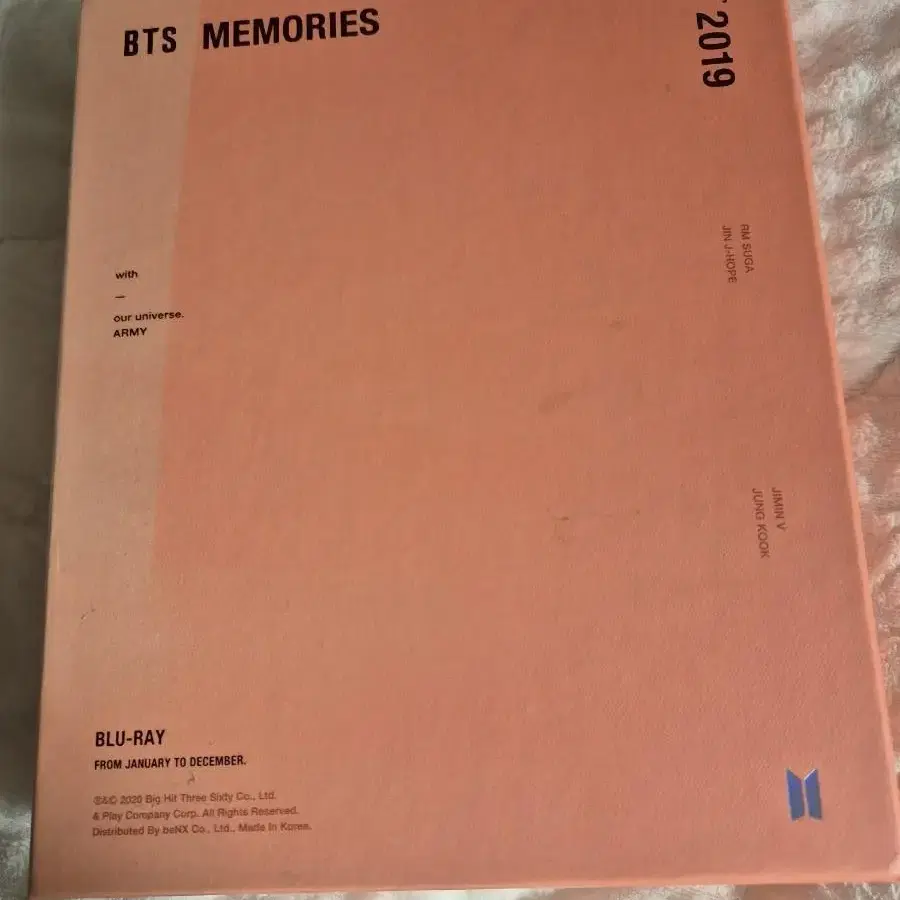 BTS MEMORIES
2019
RM SUGA
JIN J-HOPE
with
—
our universe.
ARMY
JIMIN V
JUNG KOOK
BLU-RAY
FROM JANUARY TO DECEMBER.
℗&© 2020 Big Hit Three Sixty Co., Ltd.
& Play Company Corp. All Rights Reserved.
Distributed By beNX Co., Ltd., Made In Korea.